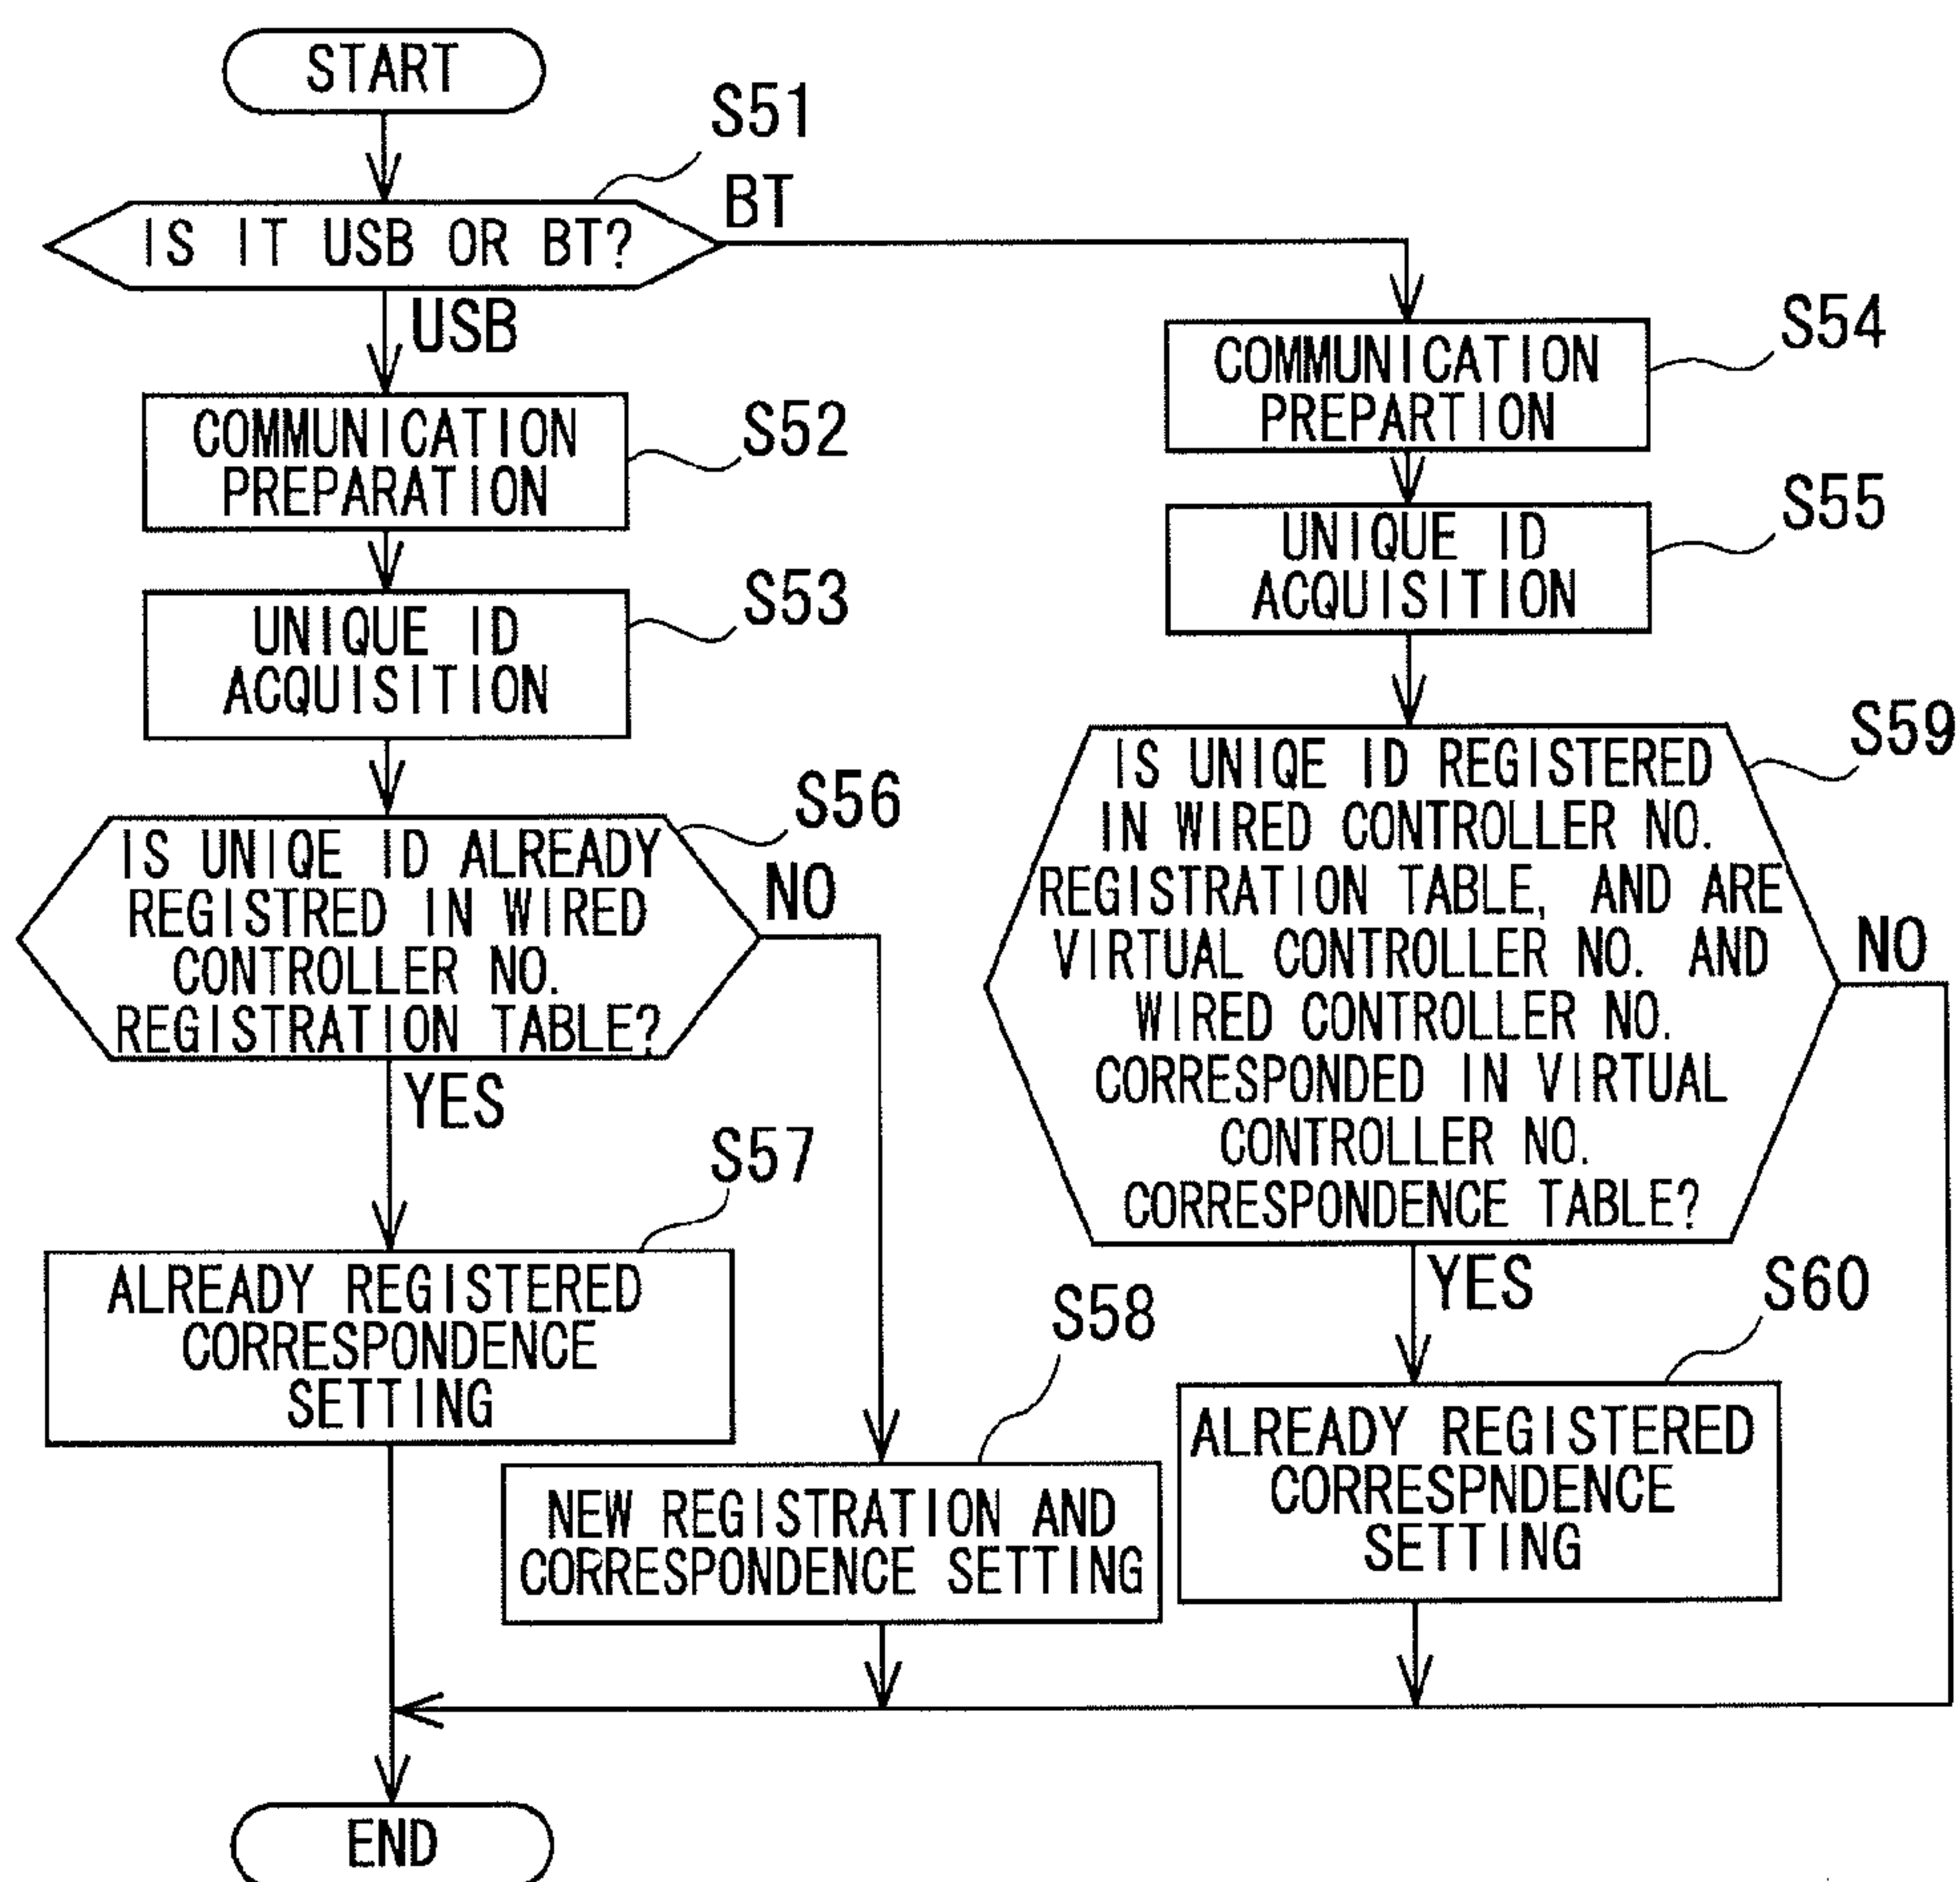 START
S51
IS IT USB OR BT?
BT
USB
COMMUNICATION
PREPARATION
S52
UNIQUE ID
ACQUISITION
S53
IS UNIQE ID ALREADY
REGISTRED IN WIRED
CONTROLLER NO.
REGISTRATION TABLE?
S56
NO
YES
S57
ALREADY REGISTERED
CORRESPONDENCE
SETTING
S58
NEW REGISTRATION AND
CORRESPONDENCE SETTING
COMMUNICATION
PREPARTION
S54
UNIQUE ID
ACQUISITION
S55
IS UNIQE ID REGISTERED
IN WIRED CONTROLLER NO.
REGISTRATION TABLE, AND ARE
VIRTUAL CONTROLLER NO. AND
WIRED CONTROLLER NO.
CORRESPONDED IN VIRTUAL
CONTROLLER NO.
CORRESPONDENCE TABLE?
S59
NO
YES
S60
ALREADY REGISTERED
CORRESPNDENCE
SETTING
END